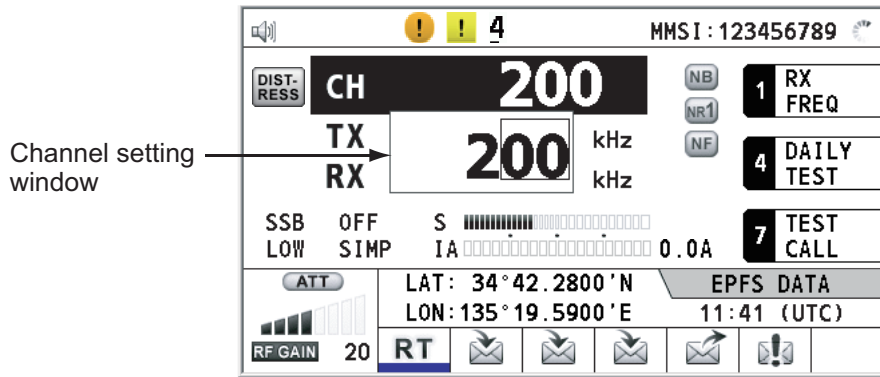 ! ! 4 MMSI:123456789
DIST-RESS CH 200 NB 1 RX FREQ
NR1
Channel setting window
TX 200 kHz NF 4 DAILY TEST
RX kHz
SSB OFF S 7 TEST CALL
LOW SIMP IA 0.0A
ATT LAT: 34°42.2800'N EPFS DATA
LON:135°19.5900'E 11:41 (UTC)
RF GAIN 20 RT